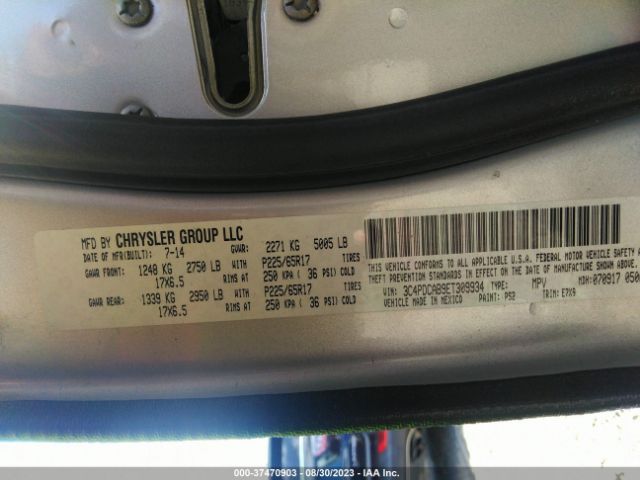 MFD BY CHRYSLER GROUP LLC
DATE OF MFR(BUILT): 7-14 GVWR: 2271 KG 5005 LB
GAWR FRONT: 1248 KG 2750 LB WITH P225/65R17 TIRES
17X6.5 RIMS AT 250 KPA ( 36 PSI) COLD
GAWR REAR: 1339 KG 2950 LB WITH P225/65R17 TIRES
17X6.5 RIMS AT 250 KPA ( 36 PSI) COLD
THIS VEHICLE CONFORMS TO ALL APPLICABLE U.S.A. FEDERAL MOTOR VEHICLE SAFETY
THEFT PREVENTION STANDARDS IN EFFECT ON THE DATE OF MANUFACTURE SHOWN ABOVE.
VIN: 3C4PDCAB9ET309934 TYPE: MPV MDH:070917 050
VEHICLE MADE IN MEXICO PAINT: PS2 TRIM: E7X9
000-37470903 - 08/30/2023 - IAA Inc.